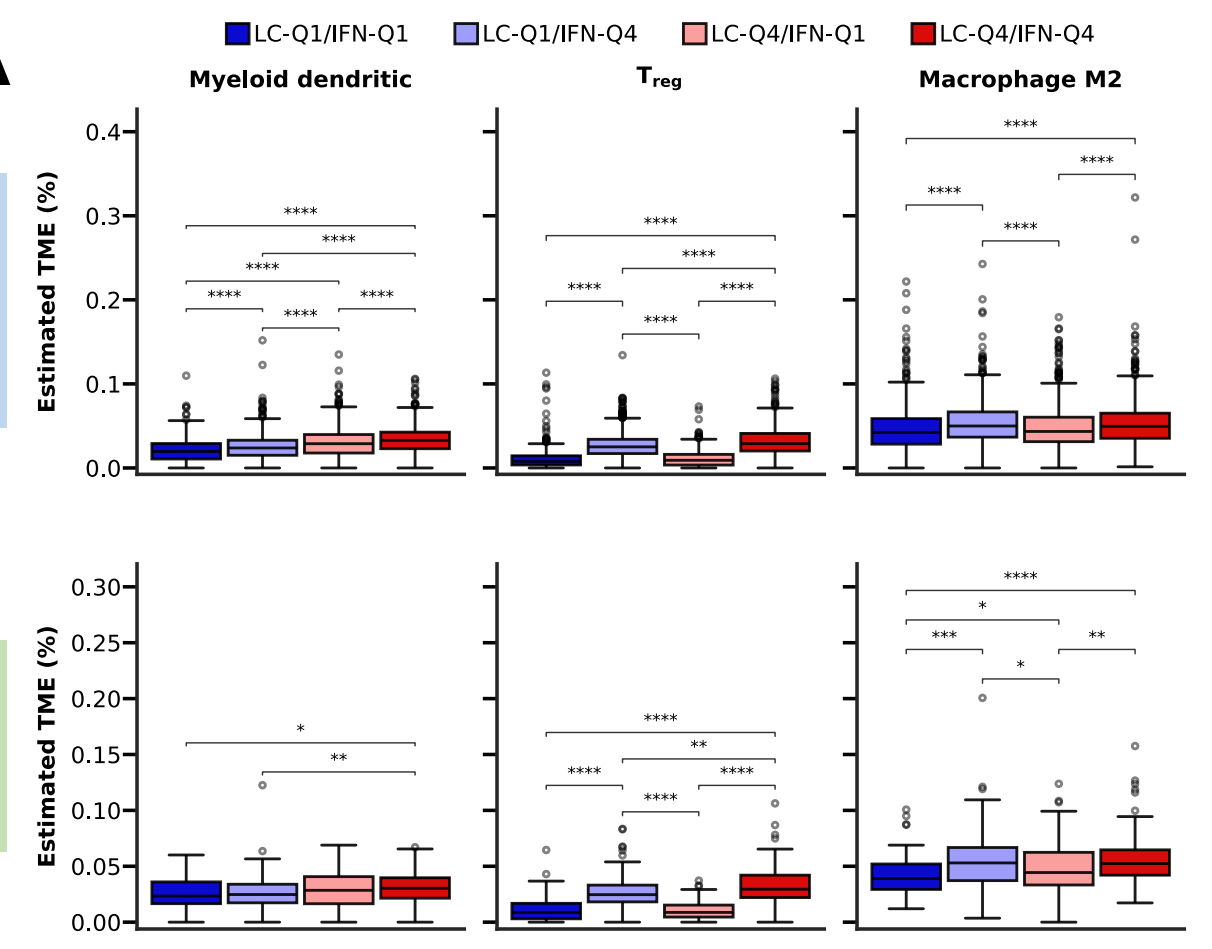 LC-Q1/IFN-Q1 LC-Q1/IFN-Q4 LC-Q4/IFN-Q1 LC-Q4/IFN-Q4
Myeloid dendritic Treg Macrophage M2
Estimated TME (%)
0.4
0.3
0.2
0.1
0.0
**** **** **** **** **** ****
**** **** **** **** ****
**** **** **** ****
Estimated TME (%)
0.30
0.25
0.20
0.15
0.10
0.05
0.00
* **
**** ** **** **** ****
**** * *** ** *